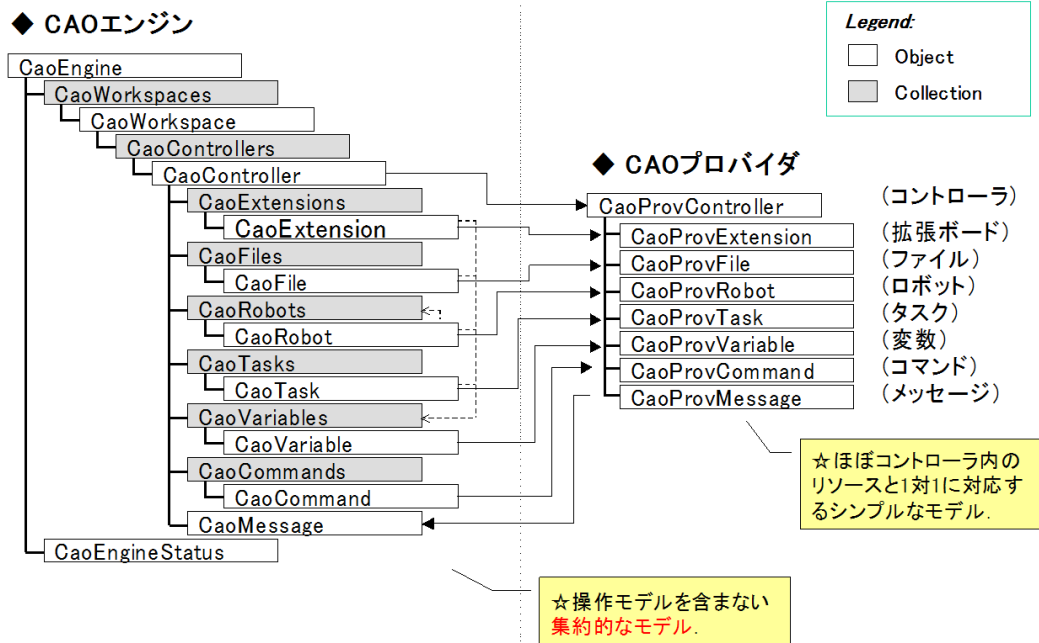 ◆ CAOエンジン
CaoEngine
CaoWorkspaces
CaoWorkspace
CaoControllers
CaoController
CaoExtensions
CaoExtension
CaoFiles
CaoFile
CaoRobots
CaoRobot
CaoTasks
CaoTask
CaoVariables
CaoVariable
CaoCommands
CaoCommand
CaoMessage
CaoEngineStatus
☆操作モデルを含まない
集約的なモデル.
Legend:
Object
Collection
◆ CAOプロバイダ
CaoProvController (コントローラ)
CaoProvExtension (拡張ボード)
CaoProvFile (ファイル)
CaoProvRobot (ロボット)
CaoProvTask (タスク)
CaoProvVariable (変数)
CaoProvCommand (コマンド)
CaoProvMessage (メッセージ)
☆ほぼコントローラ内の
リソースと1対1に対応す
るシンプルなモデル.